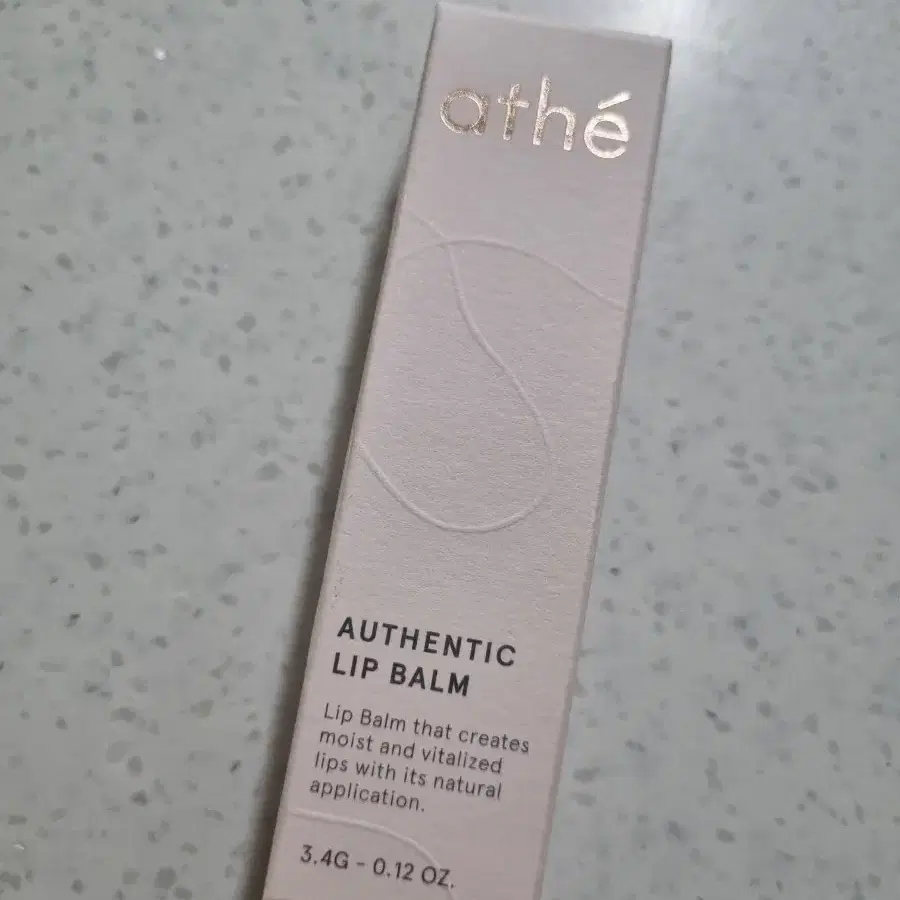 athé
AUTHENTIC
LIP BALM
Lip Balm that creates
moist and vitalized
lips with its natural
application.
3.4G - 0.12 OZ.